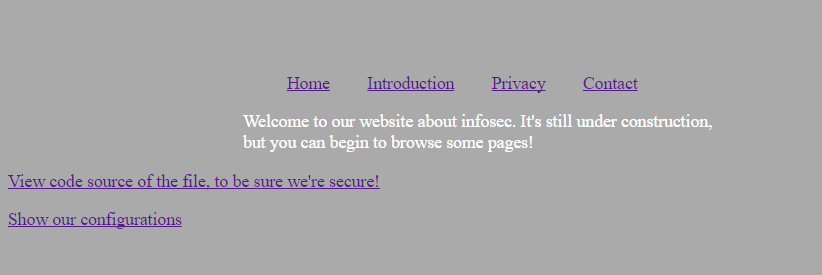 Home Introduction Privacy Contact
Welcome to our website about infosec. It's still under construction,
but you can begin to browse some pages!
View code source of the file, to be sure we're secure!
Show our configurations